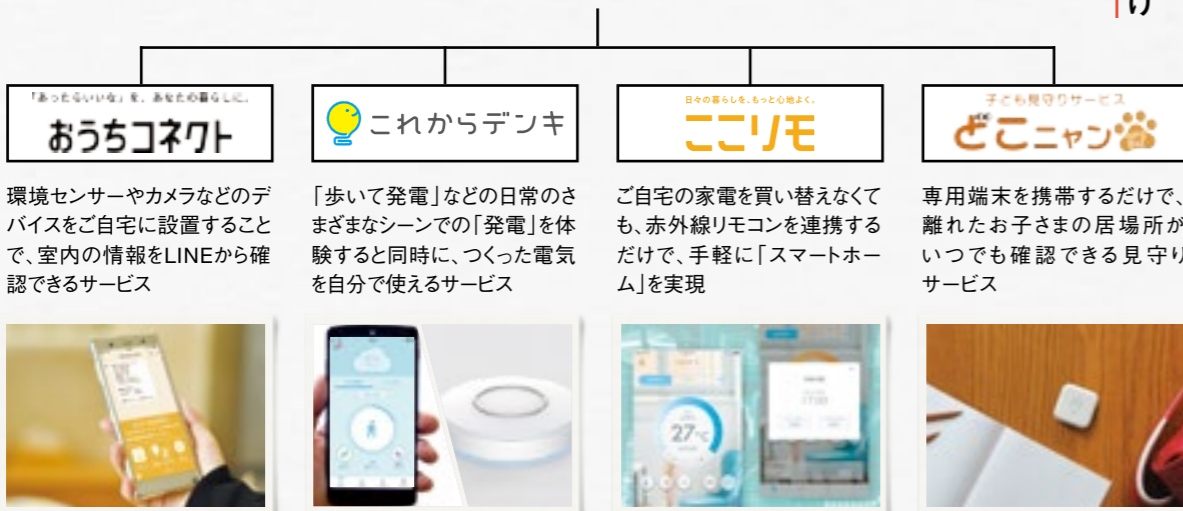 け
「あったらいいな」を、あなたの暮らしに。
おうちコネクト
環境センサーやカメラなどのデ
バイスをご自宅に設置すること
で、室内の情報をLINEから確
認できるサービス
これからデンキ
「歩いて発電」などの日常のさ
まざまなシーンでの「発電」を体
験すると同時に、つくった電気
を自分で使えるサービス
日々の暮らしを、もっと心地よく。
ここリモ
ご自宅の家電を買い替えなくて
も、赤外線リモコンを連携する
だけで、手軽に「スマートホー
ム」を実現
子ども見守りサービス
どこニャン
専用端末を携帯するだけで、
離れたお子さまの居場所が
いつでも確認できる見守り
サービス
27℃